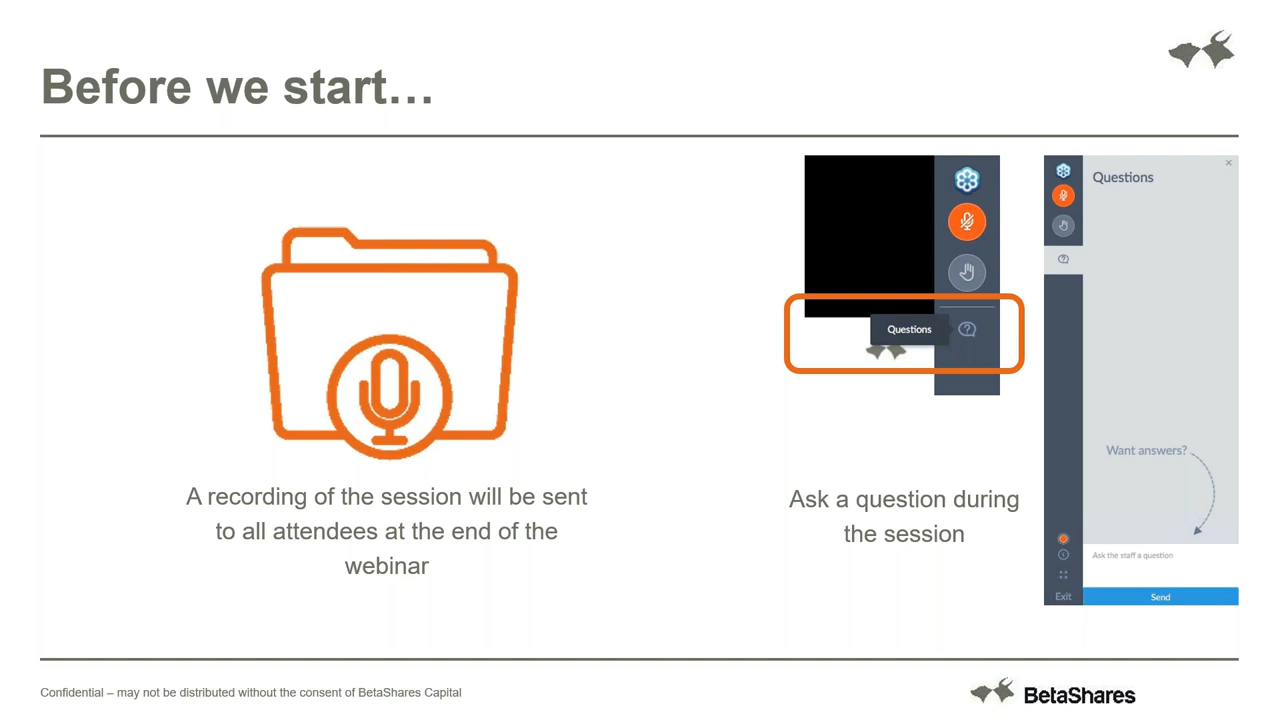 Before we start…
A recording of the session will be sent
to all attendees at the end of the
webinar
Questions
Ask a question during
the session
Questions
Want answers?
Ask the staff a question
Exit
Send
Confidential – may not be distributed without the consent of BetaShares Capital
BetaShares